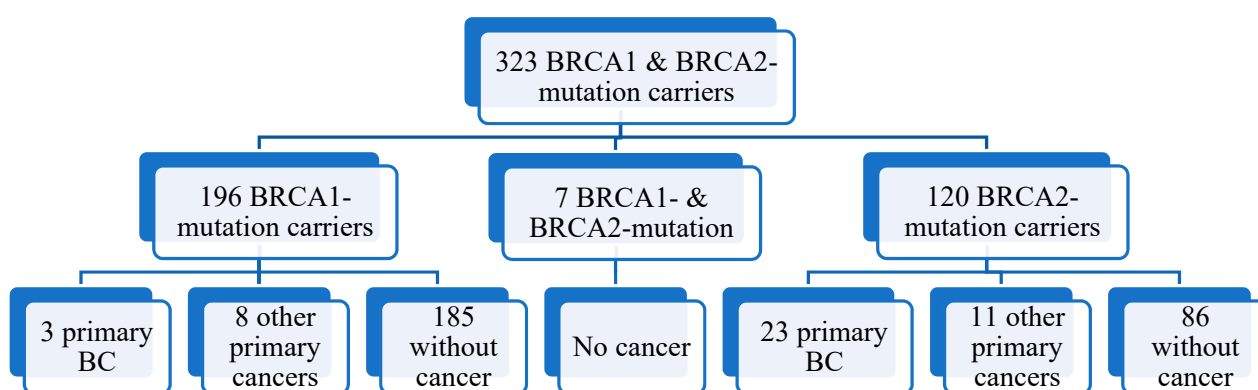 323 BRCA1 & BRCA2-
mutation carriers
196 BRCA1-
mutation carriers
7 BRCA1- &
BRCA2-mutation
120 BRCA2-
mutation carriers
3 primary
BC
8 other
primary
cancers
185
without
cancer
No cancer
23 primary
BC
11 other
primary
cancers
86
without
cancer